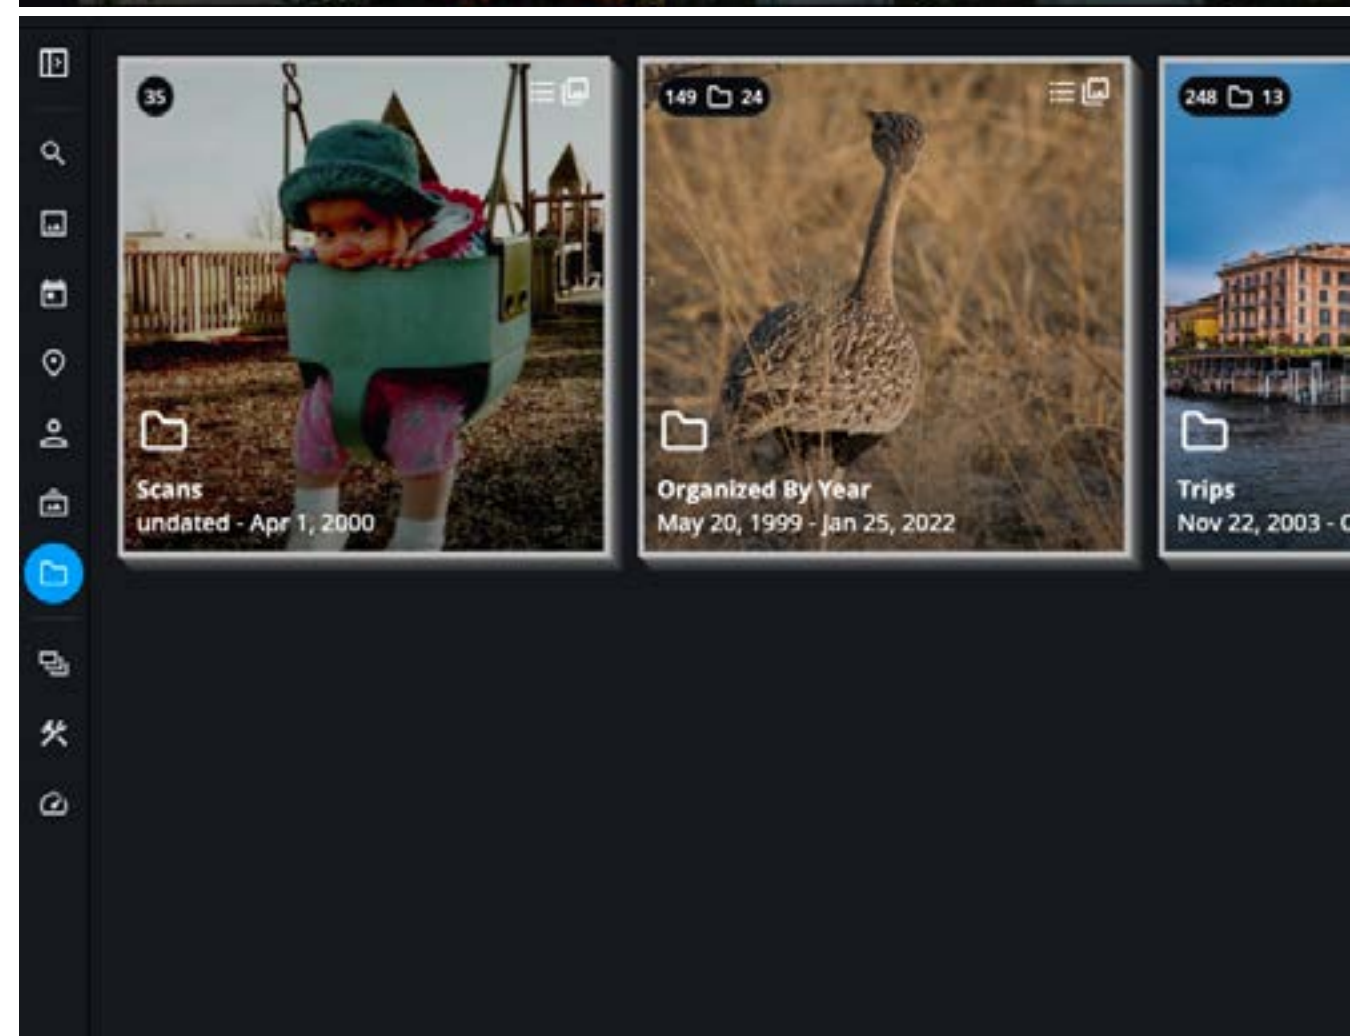 35
149 24
248 13
Scans
undated - Apr 1, 2000
Organized By Year
May 20, 1999 - Jan 25, 2022
Trips
Nov 22, 2003 -